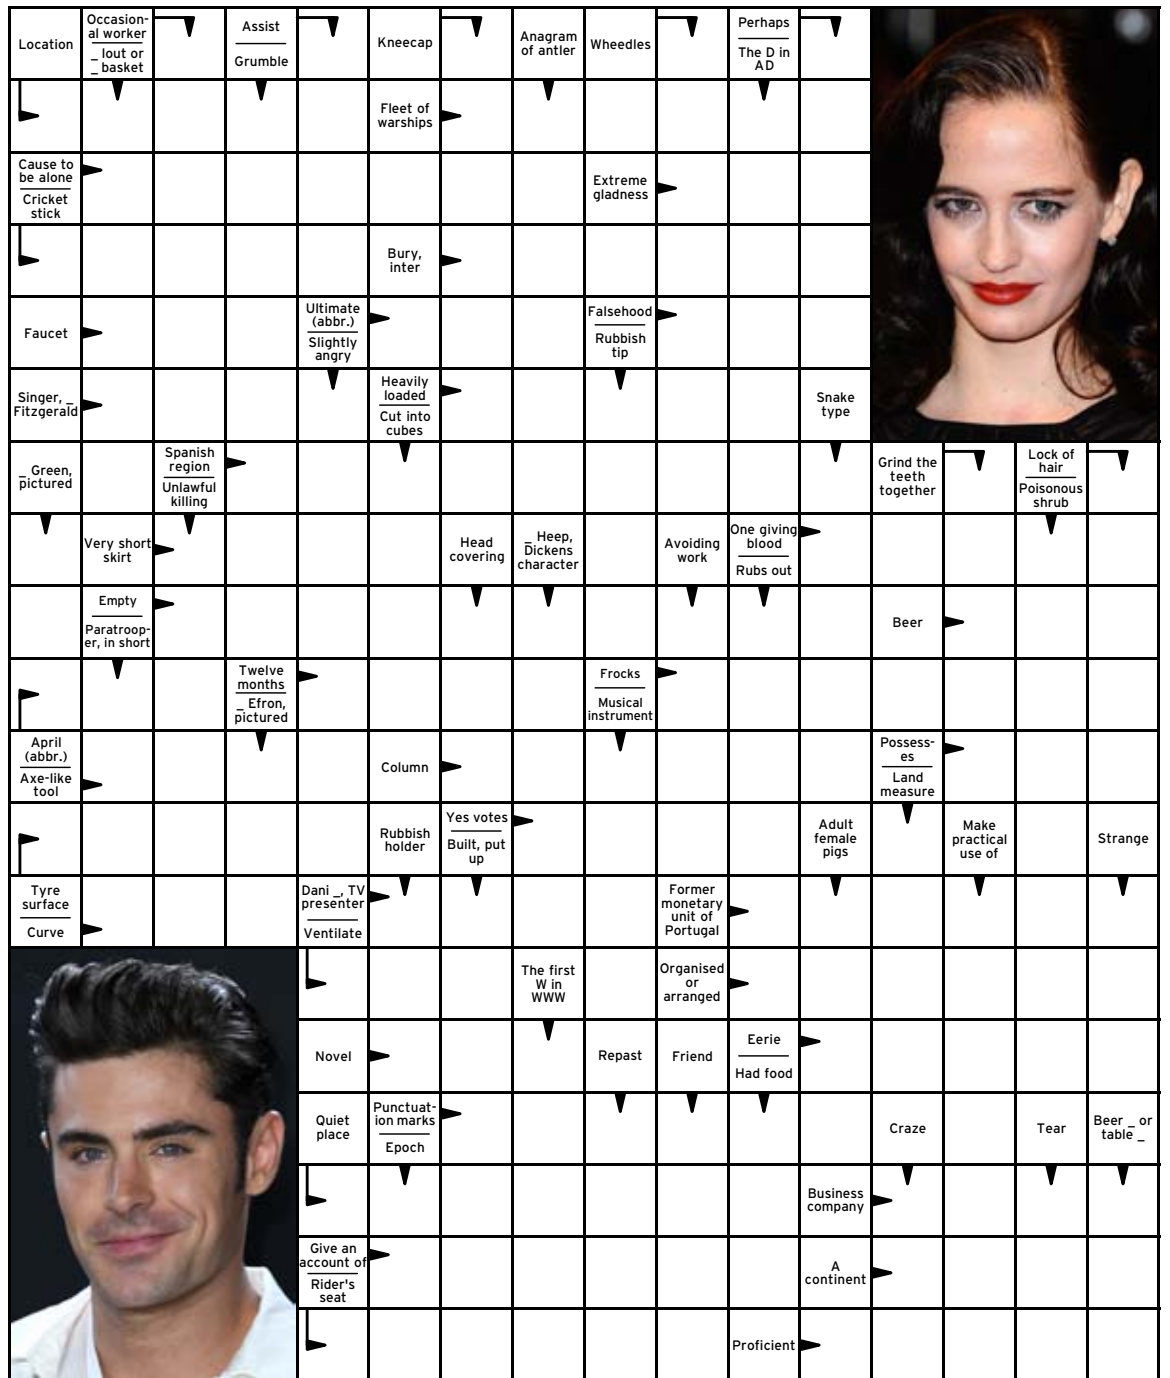 Location
Occasion-
al worker
_ lout or
_ basket
Assist
Grumble
Kneecap
Anagram
of antler
Wheedles
Perhaps
The D in
AD
Fleet of
warships
Cause to
be alone
Cricket
stick
Extreme
gladness
Bury,
inter
Faucet
Ultimate
(abbr.)
Slightly
angry
Falsehood
Rubbish
tip
Singer, _
Fitzgerald
Heavily
loaded
Cut into
cubes
Snake
type
_ Green,
pictured
Spanish
region
Unlawful
killing
Grind the
teeth
together
Lock of
hair
Poisonous
shrub
Very short
skirt
Head
covering
_ Heep,
Dickens
character
Avoiding
work
One giving
blood
Rubs out
Empty
Paratroop-
er, in short
Beer
Twelve
months
_ Efron,
pictured
Frocks
Musical
instrument
April
(abbr.)
Axe-like
tool
Column
Possess-
es
Land
measure
Rubbish
holder
Yes votes
Built, put
up
Adult
female
pigs
Make
practical
use of
Strange
Tyre
surface
Curve
Dani _, TV
presenter
Ventilate
Former
monetary
unit of
Portugal
The first
W in
WWW
Organised
or
arranged
Novel
Repast
Friend
Eerie
Had food
Quiet
place
Punctuat-
ion marks
Epoch
Craze
Tear
Beer _ or
table _
Business
company
Give an
account of
Rider's
seat
A
continent
Proficient